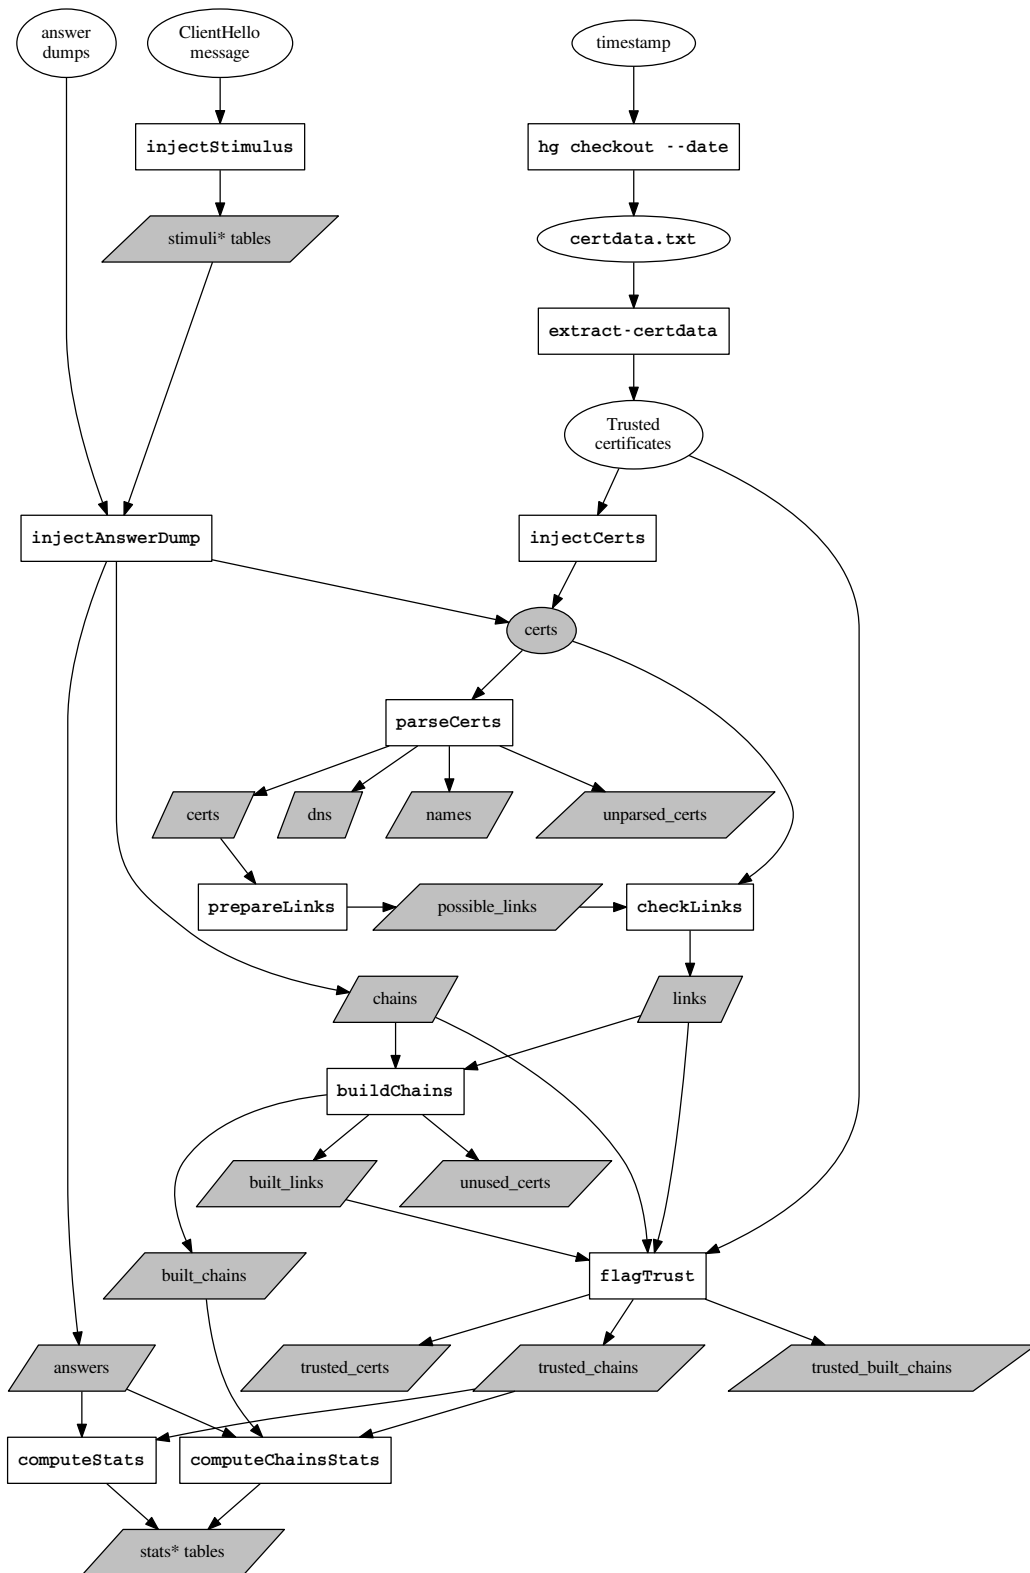 answer
dumps
ClientHello
message
timestamp
injectStimulus
hg checkout --date
stimuli* tables
certdata.txt
extract-certdata
Trusted
certificates
injectAnswerDump
injectCerts
certs
parseCerts
certs
dns
names
unparsed_certs
prepareLinks
possible_links
checkLinks
chains
links
buildChains
built_links
unused_certs
built_chains
flagTrust
answers
trusted_certs
trusted_chains
trusted_built_chains
computeStats
computeChainsStats
stats* tables